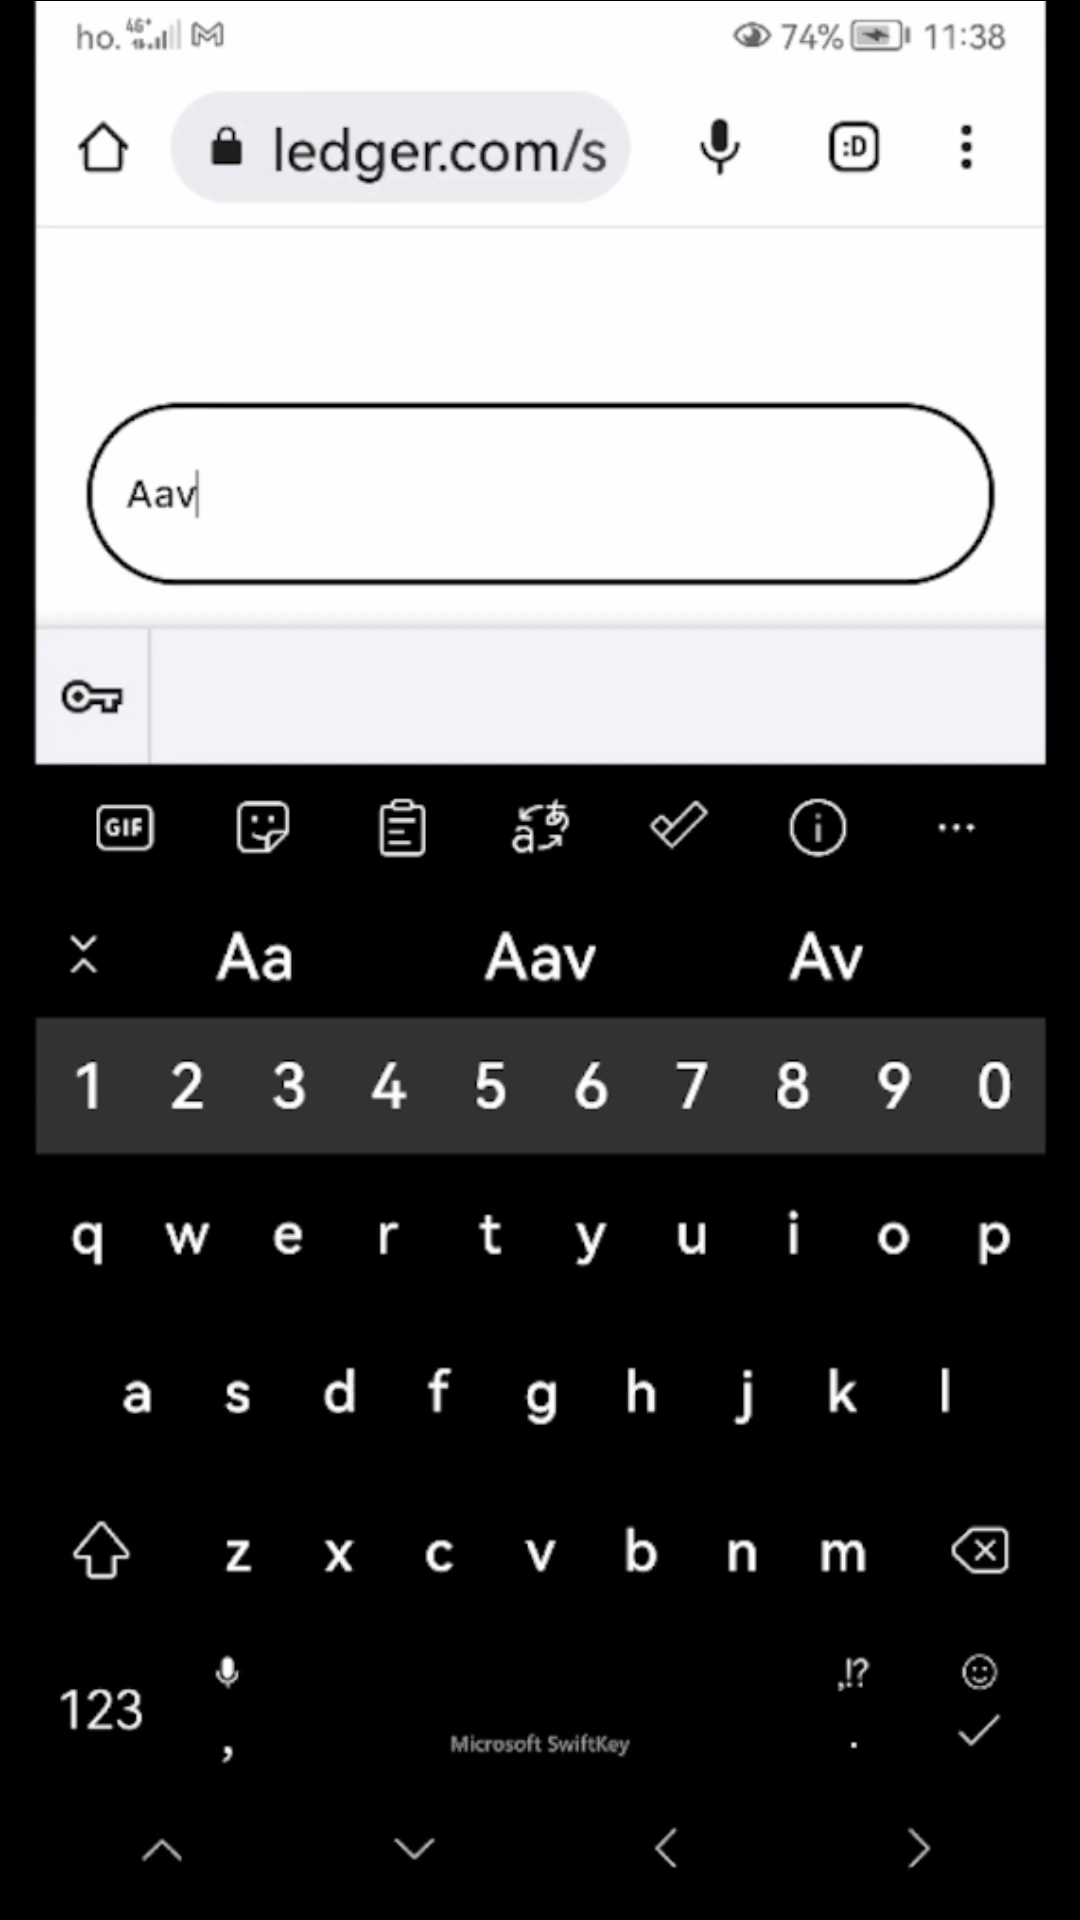 ho. 4G+ 74% 11:38
ledger.com/s :D
Aav
GIF
Aa Aav Av
1 2 3 4 5 6 7 8 9 0
q w e r t y u i o p
a s d f g h j k l
z x c v b n m
123 , Microsoft SwiftKey ,!? .